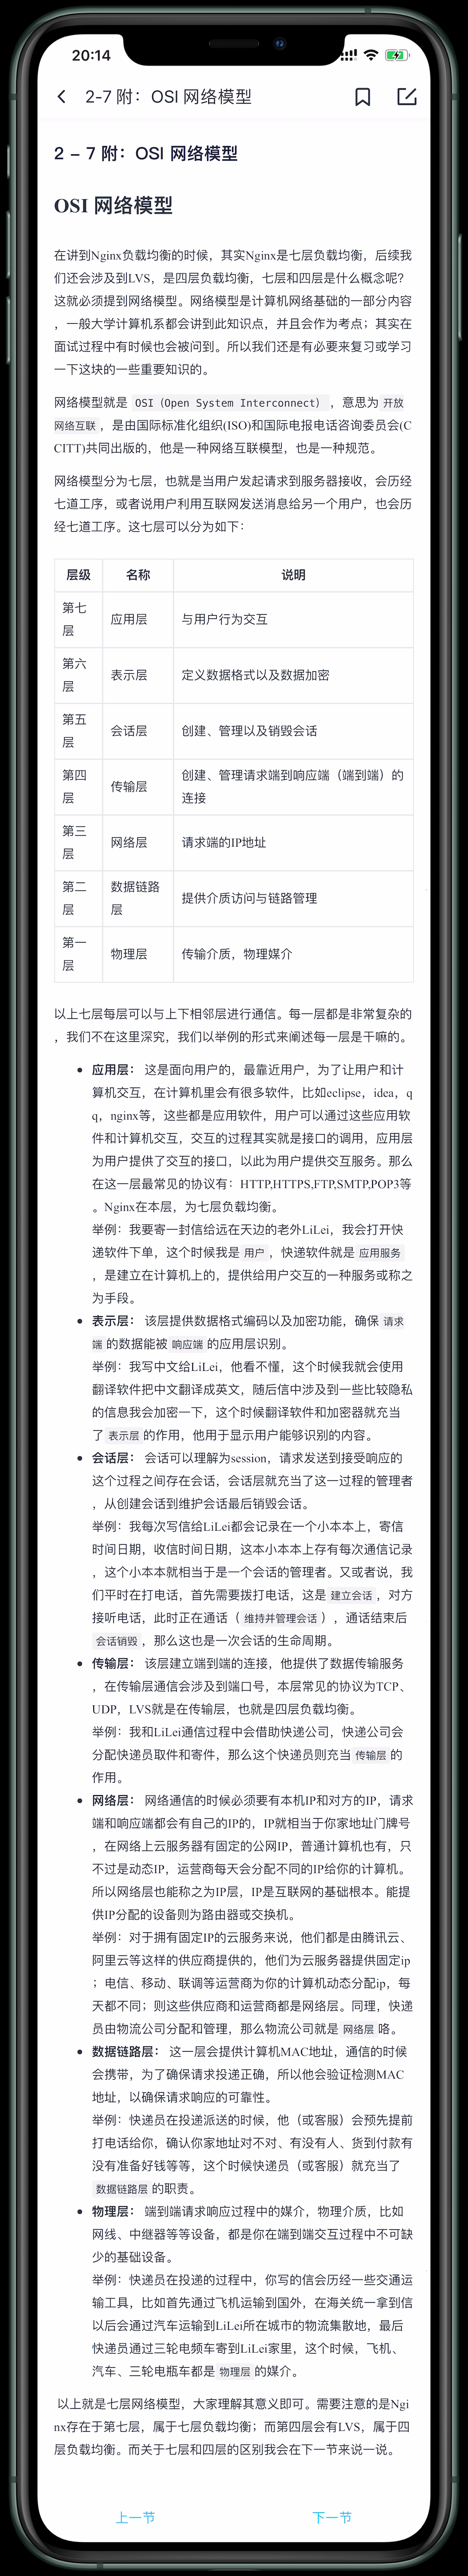 20:14
2-7 附：OSI 网络模型
2 – 7 附：OSI 网络模型
OSI 网络模型
在讲到Nginx负载均衡的时候，其实Nginx是七层负载均衡，后续我
们还会涉及到LVS，是四层负载均衡，七层和四层是什么概念呢？
这就必须提到网络模型。网络模型是计算机网络基础的一部分内容
，一般大学计算机系都会讲到此知识点，并且会作为考点；其实在
面试过程中有时候也会被问到。所以我们还是有必要来复习或学习
一下这块的一些重要知识的。
网络模型就是 OSI（Open System Interconnect），意思为 开放
网络互联 ，是由国际标准化组织(ISO)和国际电报电话咨询委员会(C
CITT)共同出版的，他是一种网络互联模型，也是一种规范。
网络模型分为七层，也就是当用户发起请求到服务器接收，会历经
七道工序，或者说用户利用互联网发送消息给另一个用户，也会历
经七道工序。这七层可以分为如下：
层级 名称 说明
第七
层 应用层 与用户行为交互
第六
层 表示层 定义数据格式以及数据加密
第五
层 会话层 创建、管理以及销毁会话
第四
层 传输层 创建、管理请求端到响应端（端到端）的
连接
第三
层 网络层 请求端的IP地址
第二
层 数据链路
层 提供介质访问与链路管理
第一
层 物理层 传输介质，物理媒介
以上七层每层可以与上下相邻层进行通信。每一层都是非常复杂的
，我们不在这里深究，我们以举例的形式来阐述每一层是干嘛的。
应用层： 这是面向用户的，最靠近用户，为了让用户和计
算机交互，在计算机里会有很多软件，比如eclipse，idea，q
q，nginx等，这些都是应用软件，用户可以通过这些应用软
件和计算机交互，交互的过程其实就是接口的调用，应用层
为用户提供了交互的接口，以此为用户提供交互服务。那么
在这一层最常见的协议有：HTTP,HTTPS,FTP,SMTP,POP3等
。Nginx在本层，为七层负载均衡。
举例：我要寄一封信给远在天边的老外LiLei，我会打开快
递软件下单，这个时候我是 用户 ，快递软件就是 应用服务
，是建立在计算机上的，提供给用户交互的一种服务或称之
为手段。
表示层： 该层提供数据格式编码以及加密功能，确保 请求
端 的数据能被 响应端 的应用层识别。
举例：我写中文给LiLei，他看不懂，这个时候我就会使用
翻译软件把中文翻译成英文，随后信中涉及到一些比较隐私
的信息我会加密一下，这个时候翻译软件和加密器就充当
了 表示层 的作用，他用于显示用户能够识别的内容。
会话层： 会话可以理解为session，请求发送到接受响应的
这个过程之间存在会话，会话层就充当了这一过程的管理者
，从创建会话到维护会话最后销毁会话。
举例：我每次写信给LiLei都会记录在一个小本本上，寄信
时间日期，收信时间日期，这本小本本上存有每次通信记录
，这个小本本就相当于是一个会话的管理者。又或者说，我
们平时在打电话，首先需要拨打电话，这是 建立会话 ，对方
接听电话，此时正在通话（ 维持并管理会话 ），通话结束后
会话销毁 ，那么这也是一次会话的生命周期。
传输层： 该层建立端到端的连接，他提供了数据传输服务
，在传输层通信会涉及到端口号，本层常见的协议为TCP、
UDP，LVS就是在传输层，也就是四层负载均衡。
举例：我和LiLei通信过程中会借助快递公司，快递公司会
分配快递员取件和寄件，那么这个快递员则充当 传输层 的
作用。
网络层： 网络通信的时候必须要有本机IP和对方的IP，请求
端和响应端都会有自己的IP的，IP就相当于你家地址门牌号
，在网络上云服务器有固定的公网IP，普通计算机也有，只
不过是动态IP，运营商每天会分配不同的IP给你的计算机。
所以网络层也能称之为IP层，IP是互联网的基础根本。能提
供IP分配的设备则为路由器或交换机。
举例：对于拥有固定IP的云服务来说，他们都是由腾讯云、
阿里云等这样的供应商提供的，他们为云服务器提供固定ip
；电信、移动、联调等运营商为你的计算机动态分配ip，每
天都不同；则这些供应商和运营商都是网络层。同理，快递
员由物流公司分配和管理，那么物流公司就是 网络层 咯。
数据链路层： 这一层会提供计算机MAC地址，通信的时候
会携带，为了确保请求投递正确，所以他会验证检测MAC
地址，以确保请求响应的可靠性。
举例：快递员在投递派送的时候，他（或客服）会预先提前
打电话给你，确认你家地址对不对、有没有人、货到付款有
没有准备好钱等等，这个时候快递员（或客服）就充当了
数据链路层 的职责。
物理层： 端到端请求响应过程中的媒介，物理介质，比如
网线、中继器等等设备，都是你在端到端交互过程中不可缺
少的基础设备。
举例：快递员在投递的过程中，你写的信会历经一些交通运
输工具，比如首先通过飞机运输到国外，在海关统一拿到信
以后会通过汽车运输到LiLei所在城市的物流集散地，最后
快递员通过三轮电频车寄到LiLei家里，这个时候，飞机、
汽车、三轮电瓶车都是 物理层 的媒介。
以上就是七层网络模型，大家理解其意义即可。需要注意的是Ngi
nx存在于第七层，属于七层负载均衡；而第四层会有LVS，属于四
层负载均衡。而关于七层和四层的区别我会在下一节来说一说。
上一节 下一节